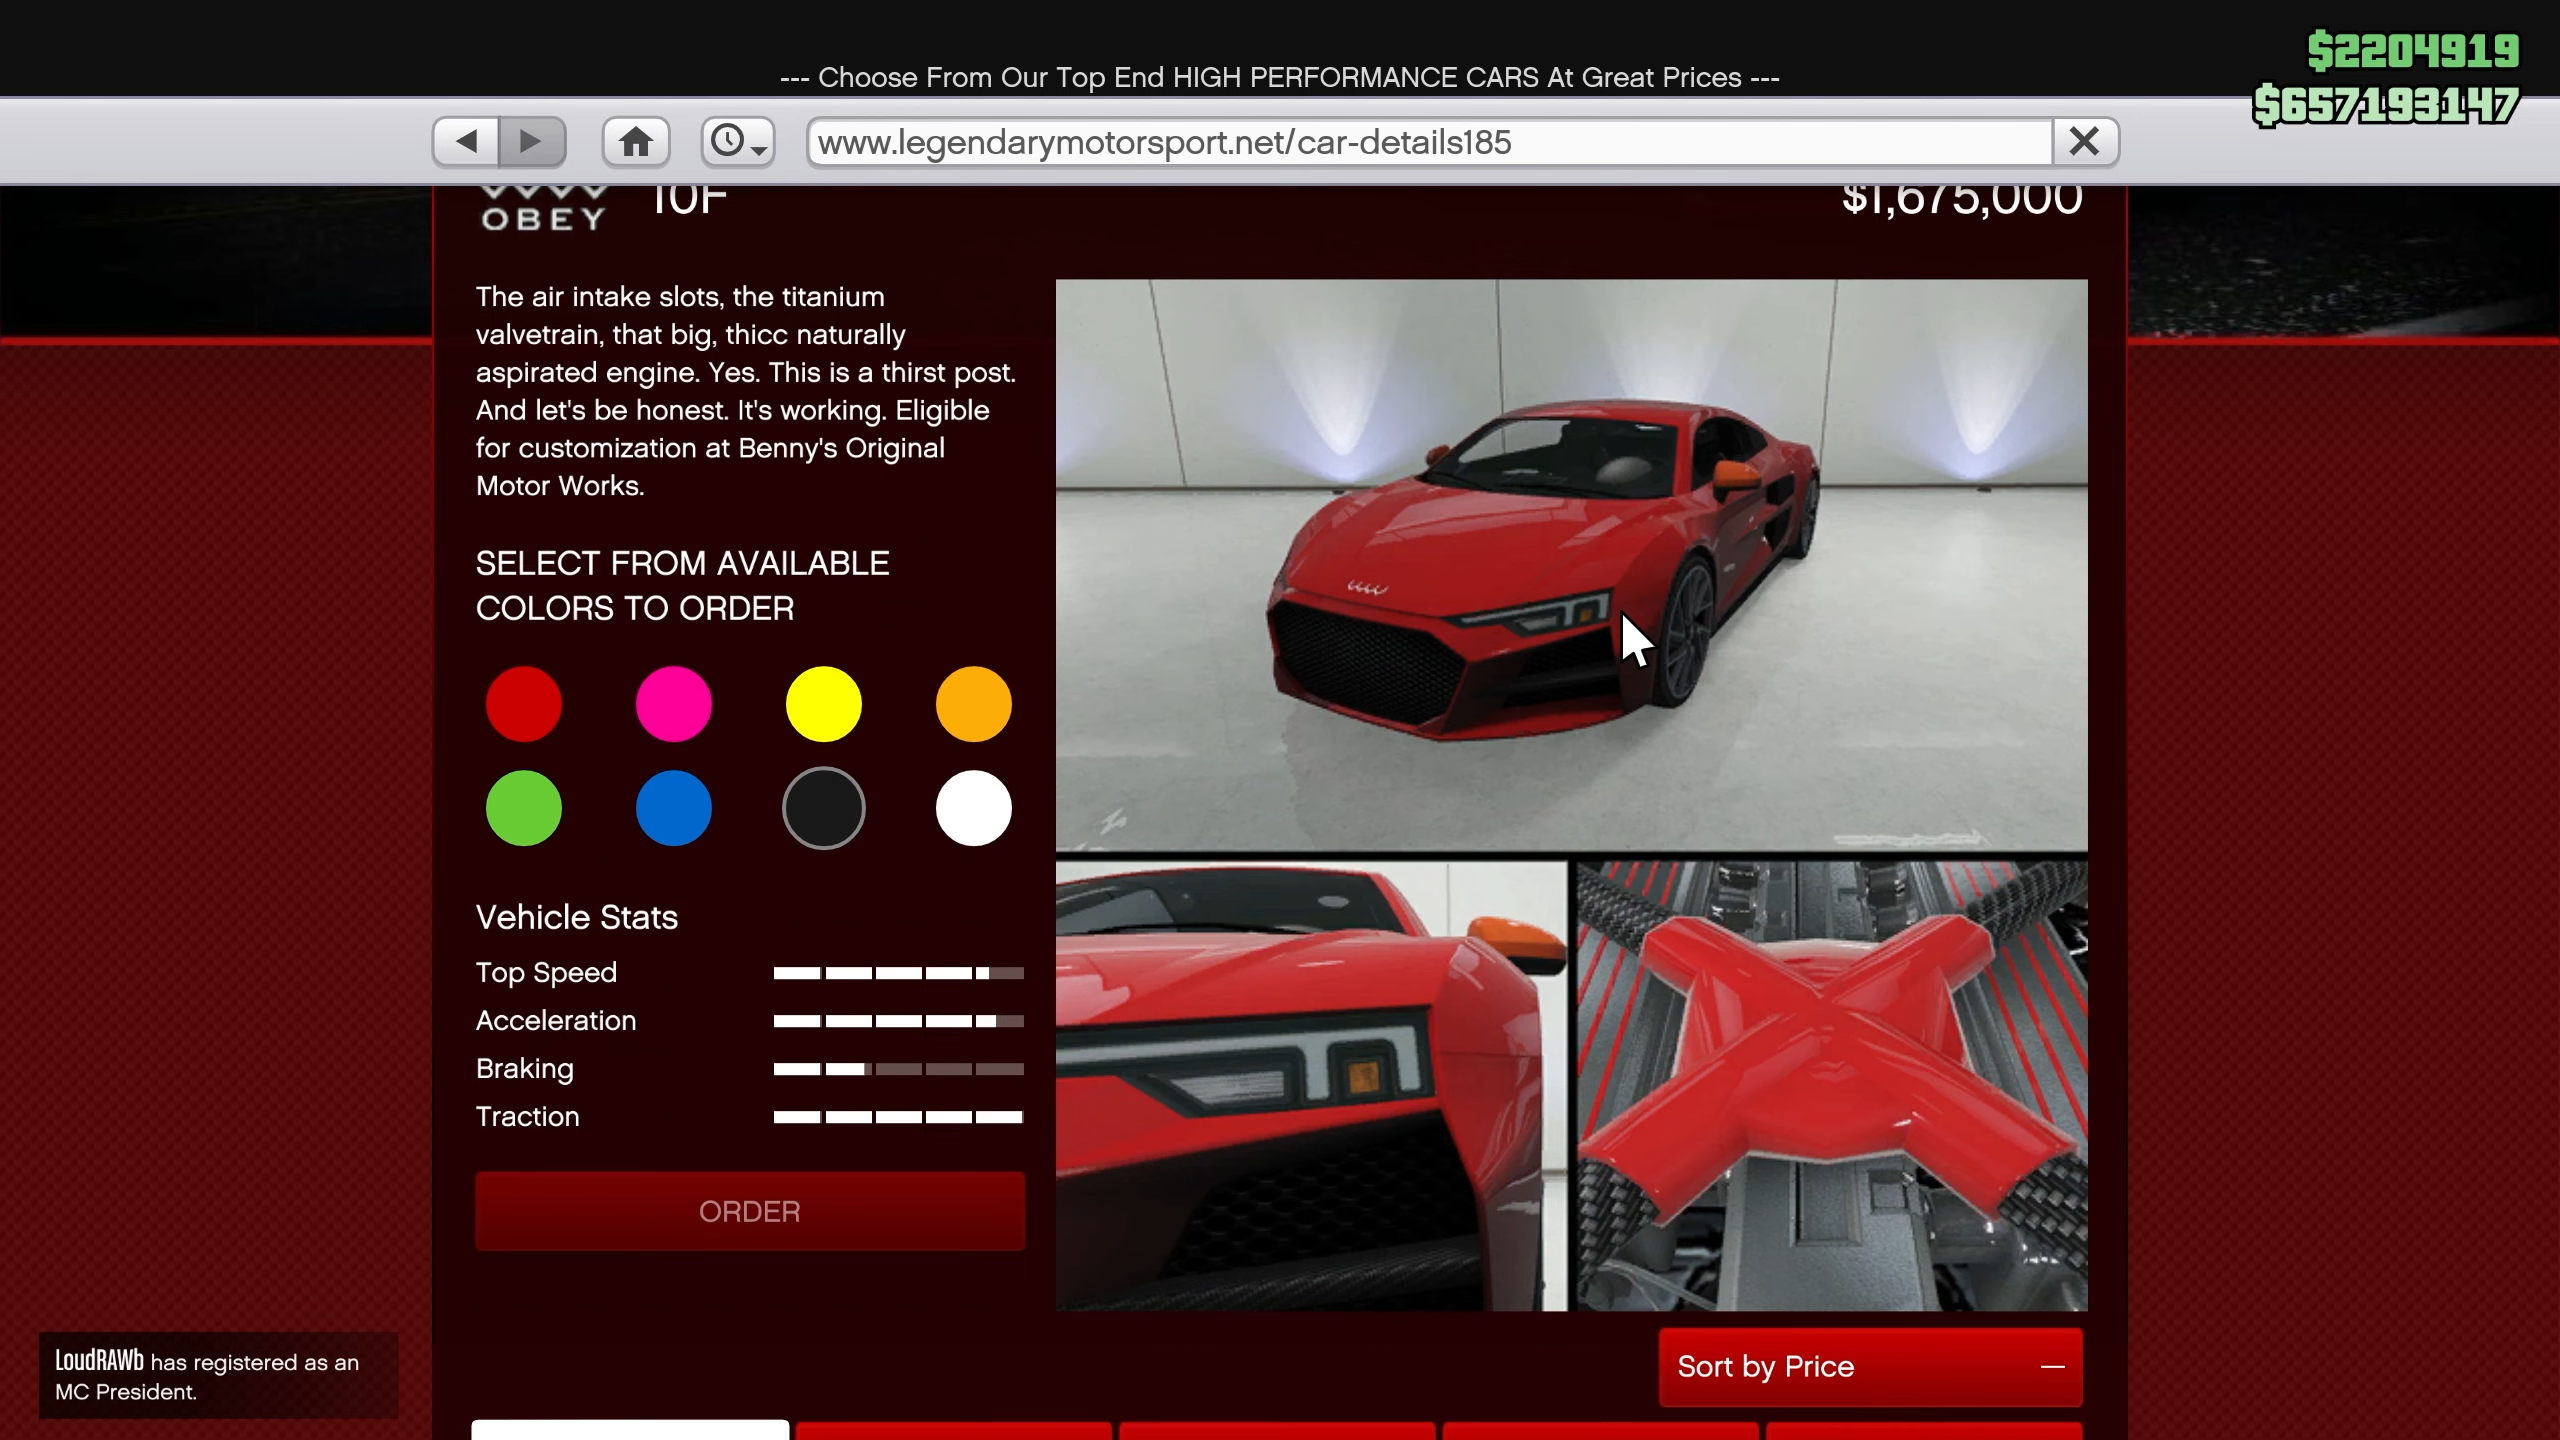 $2204919
--- Choose From Our Top End HIGH PERFORMANCE CARS At Great Prices ---
$657193147
www.legendarymotorsport.net/car-details185
OBEY
10F
$1,675,000
The air intake slots, the titanium
valvetrain, that big, thicc naturally
aspirated engine. Yes. This is a thirst post.
And let's be honest. It's working. Eligible
for customization at Benny's Original
Motor Works.
SELECT FROM AVAILABLE
COLORS TO ORDER
Vehicle Stats
Top Speed
Acceleration
Braking
Traction
ORDER
Sort by Price
LoudRAWb has registered as an
MC President.